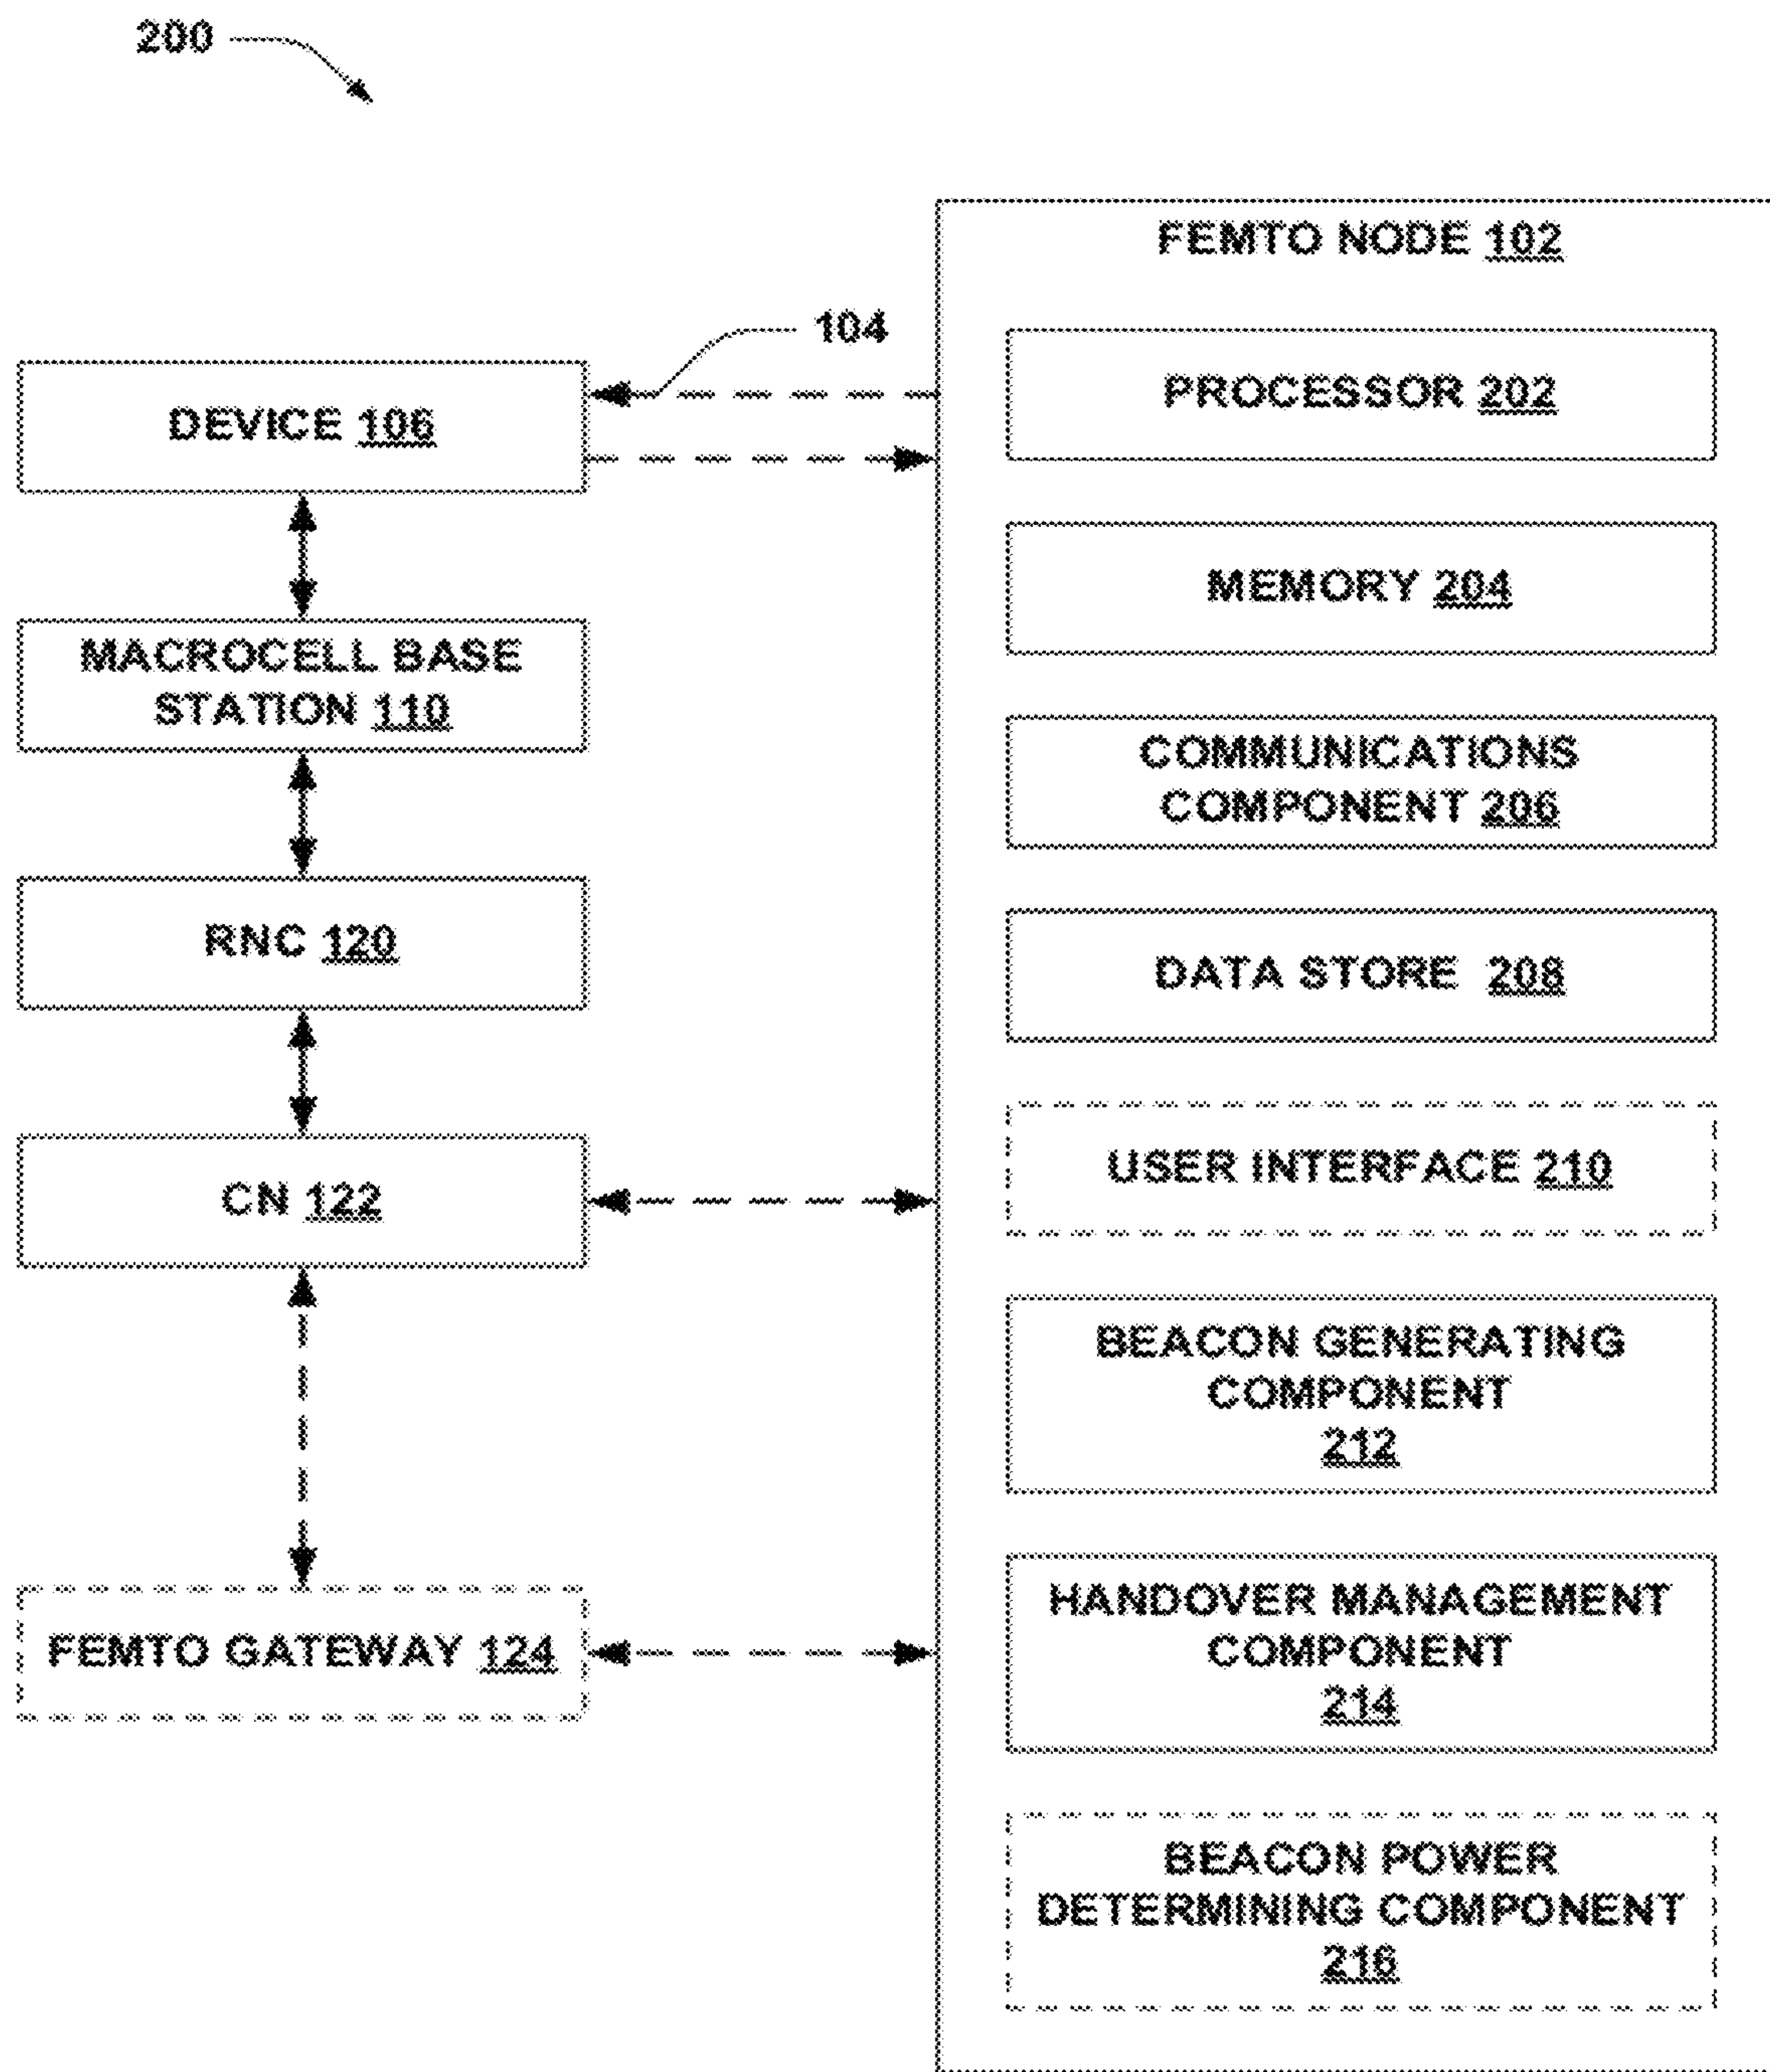 200
FEMTO NODE 102
104
DEVICE 106
MACROCELL BASE
STATION 110
RNC 120
CN 122
FEMTO GATEWAY 124
PROCESSOR 202
MEMORY 204
COMMUNICATIONS
COMPONENT 206
DATA STORE 208
USER INTERFACE 210
BEACON GENERATING
COMPONENT
212
HANDOVER MANAGEMENT
COMPONENT
214
BEACON POWER
DETERMINING COMPONENT
216